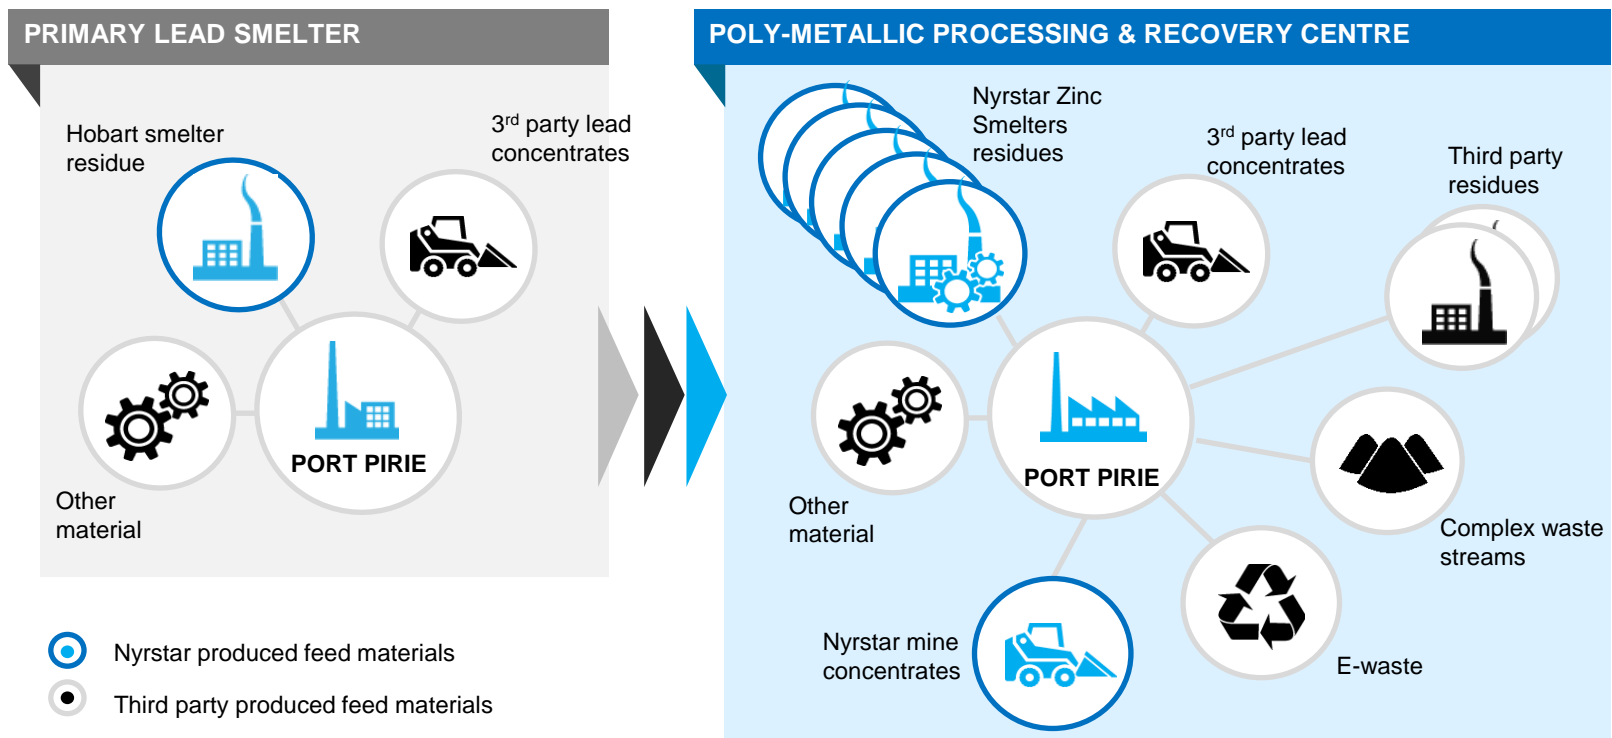 PRIMARY LEAD SMELTER
Hobart smelter
residue
3rd party lead
concentrates
PORT PIRIE
Other
material
Nyrstar produced feed materials
Third party produced feed materials
POLY-METALLIC PROCESSING & RECOVERY CENTRE
Nyrstar Zinc
Smelters
residues
3rd party lead
concentrates
Third party
residues
PORT PIRIE
Other
material
Complex waste
streams
Nyrstar mine
concentrates
E-waste